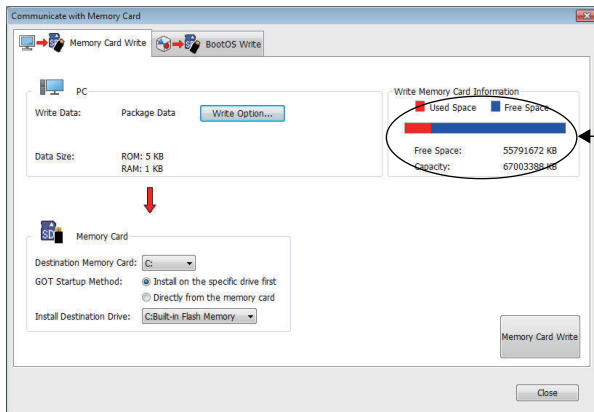 Communicate with Memory Card
Memory Card Write
BootOS Write
PC
Write Data: Package Data Write Option...
Data Size: ROM: 5 KB
RAM: 1 KB
Write Memory Card Information
Used Space Free Space
Free Space: 55791672 KB
Capacity: 67003388 KB
SD
Memory Card
Destination Memory Card: C:
GOT Startup Method: Install on the specific drive first
Directly from the memory card
Install Destination Drive: C:Built-in Flash Memory
Memory Card Write
Close